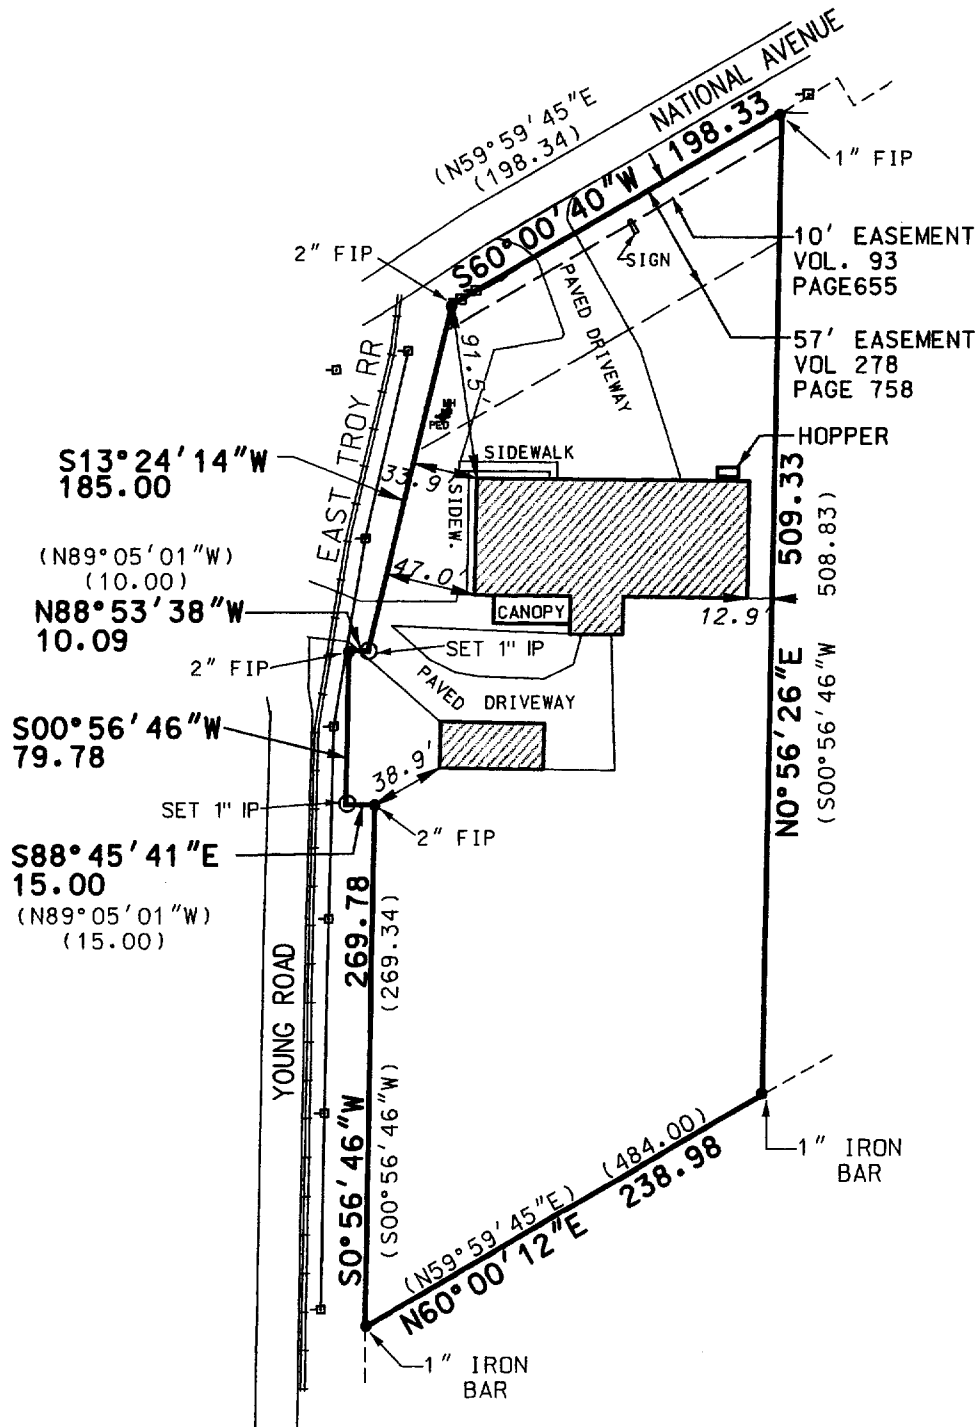 NATIONAL AVENUE
(N59°59'45"E
(198.34)
S60°00'40"W 198.33
1" FIP
2" FIP
SIGN
10' EASEMENT
VOL. 93
PAGE655
57' EASEMENT
VOL 278
PAGE 758
PAVED DRIVEWAY
91.5'
EAST TROY RR
PED
HOPPER
SIDEWALK
SIDEW.
33.9'
S13°24'14"W
185.00
509.33
508.83)
(N89°05'01"W)
(10.00)
47.0'
N88°53'38"W
10.09
CANOPY
12.9'
SET 1" IP
2" FIP
PAVED DRIVEWAY
N0°56'26"E
(S00°56'46"W
S00°56'46"W
79.78
38.9'
SET 1" IP
2" FIP
S88°45'41"E
15.00
(N89°05'01"W)
(15.00)
269.78
(269.34)
YOUNG ROAD
S0°56'46"W
(S00°56'46"W)
(N59°59'45"E) (484.00)
N60°00'12"E 238.98
1" IRON
BAR
1" IRON
BAR